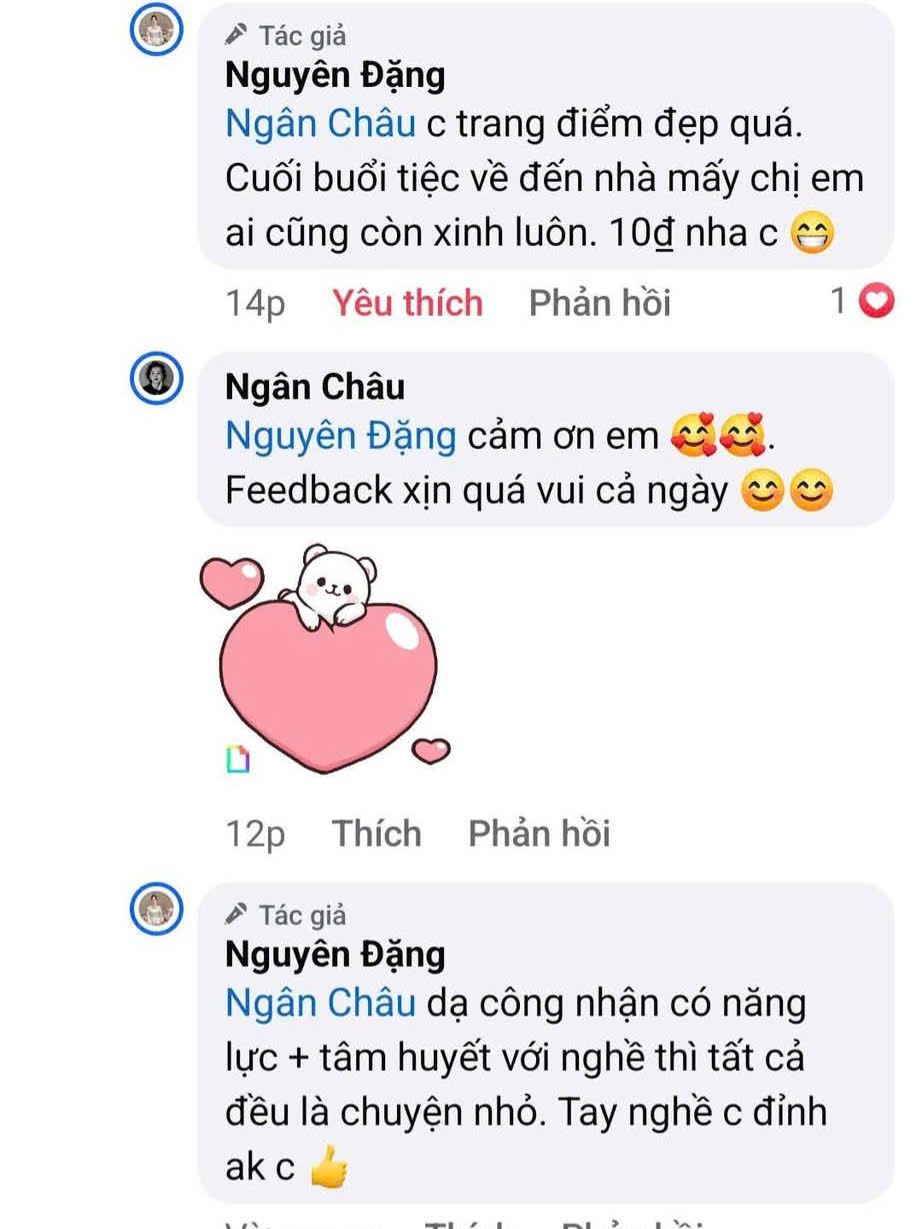 Tác giả
Nguyên Đặng
Ngân Châu c trang điểm đẹp quá.
Cuối buổi tiệc về đến nhà mấy chị em
ai cũng còn xinh luôn. 10₫ nha c 😁
14p Yêu thích Phản hồi 1
Ngân Châu
Nguyên Đặng cảm ơn em 🥰🥰.
Feedback xịn quá vui cả ngày 😊😊
12p Thích Phản hồi
Tác giả
Nguyên Đặng
Ngân Châu dạ công nhận có năng
lực + tâm huyết với nghề thì tất cả
đều là chuyện nhỏ. Tay nghề c đỉnh
ak c 👍